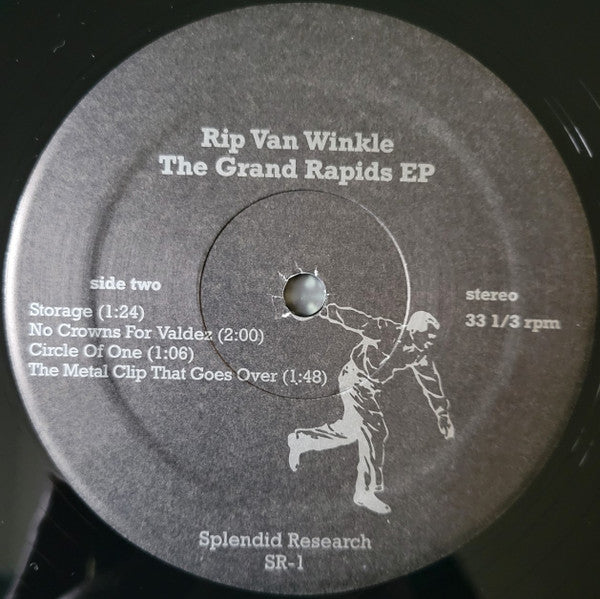 Rip Van Winkle
The Grand Rapids EP
side two
Storage (1:24)
No Crowns For Valdez (2:00)
Circle Of One (1:06)
The Metal Clip That Goes Over (1:48)
stereo
33 1/3 rpm
Splendid Research
SR-1